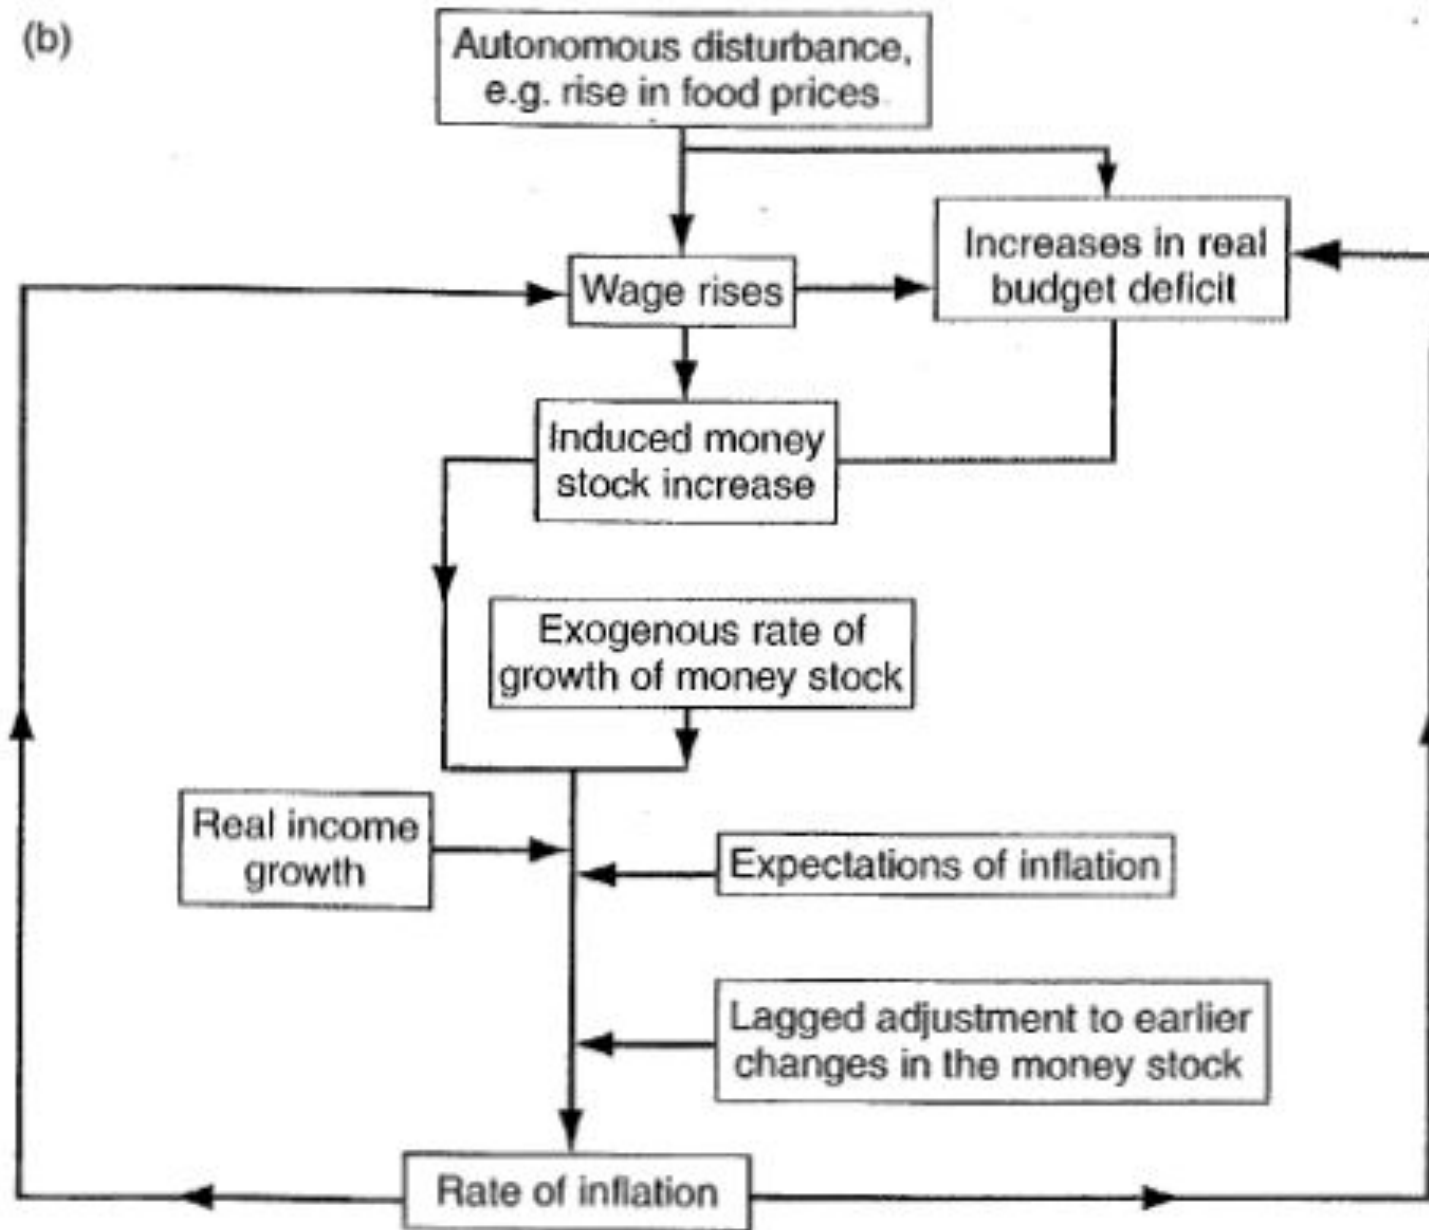 (b)
Autonomous disturbance,
e.g. rise in food prices
Increases in real
budget deficit
Wage rises
Induced money
stock increase
Exogenous rate of
growth of money stock
Real income
growth
Expectations of inflation
Lagged adjustment to earlier
changes in the money stock
Rate of inflation